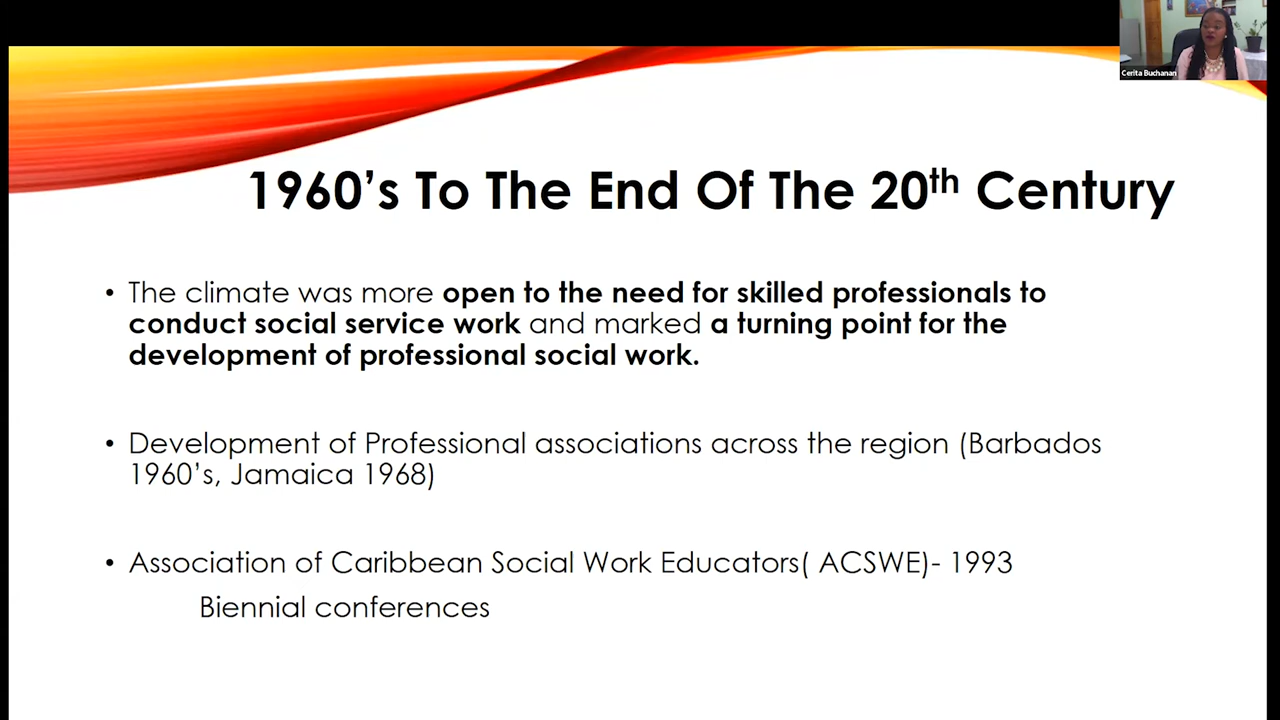 Cerita Buchanan
1960's To The End Of The 20th Century
• The climate was more open to the need for skilled professionals to
conduct social service work and marked a turning point for the
development of professional social work.
• Development of Professional associations across the region (Barbados
1960's, Jamaica 1968)
• Association of Caribbean Social Work Educators( ACSWE)- 1993
Biennial conferences